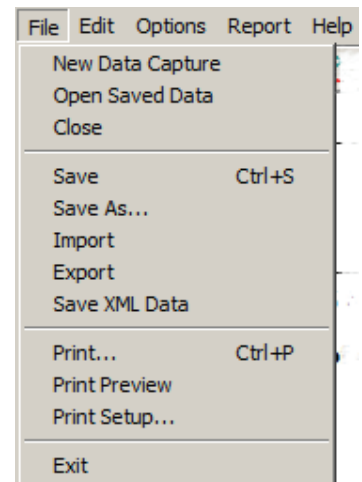 File Edit Options Report Help
New Data Capture
Open Saved Data
Close
Save Ctrl+S
Save As...
Import
Export
Save XML Data
Print... Ctrl+P
Print Preview
Print Setup...
Exit